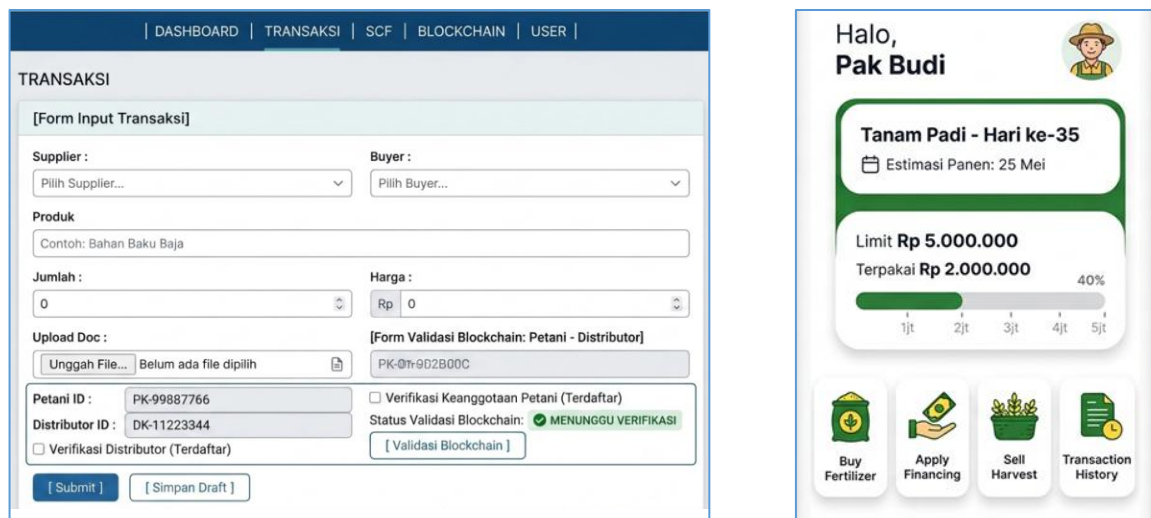 | DASHBOARD | TRANSAKSI | SCF | BLOCKCHAIN | USER |
TRANSAKSI
[Form Input Transaksi]
Supplier :
Pilih Supplier...
Buyer :
Pilih Buyer...
Produk
Contoh: Bahan Baku Baja
Jumlah :
0
Harga :
Rp 0
Upload Doc :
Unggah File... Belum ada file dipilih
[Form Validasi Blockchain: Petani - Distributor]
Petani ID : PK-99887766
Distributor ID : DK-11223344
Verifikasi Distributor (Terdaftar)
Verifikasi Keanggotaan Petani (Terdaftar)
Status Validasi Blockchain: MENUNGGU VERIFIKASI
[ Validasi Blockchain ]
[ Submit ] [ Simpan Draft ]
Halo,
Pak Budi
Tanam Padi - Hari ke-35
Estimasi Panen: 25 Mei
Limit Rp 5.000.000
Terpakai Rp 2.000.000
40%
1jt 2jt 3jt 4jt 5jt
Buy
Fertilizer
Apply
Financing
Sell
Harvest
Transaction
History